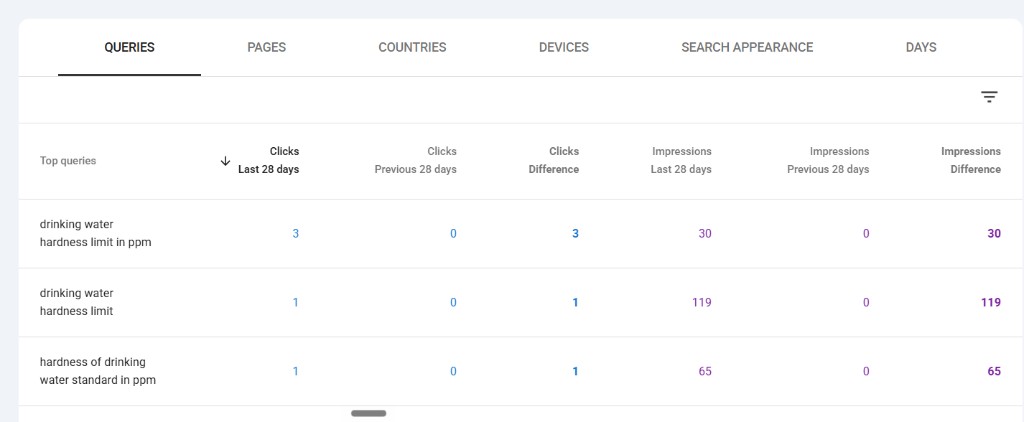 QUERIES PAGES COUNTRIES DEVICES SEARCH APPEARANCE DAYS
Top queries
Clicks
Last 28 days
Clicks
Previous 28 days
Clicks
Difference
Impressions
Last 28 days
Impressions
Previous 28 days
Impressions
Difference
drinking water
hardness limit in ppm
3 0 3 30 0 30
drinking water
hardness limit
1 0 1 119 0 119
hardness of drinking
water standard in ppm
1 0 1 65 0 65